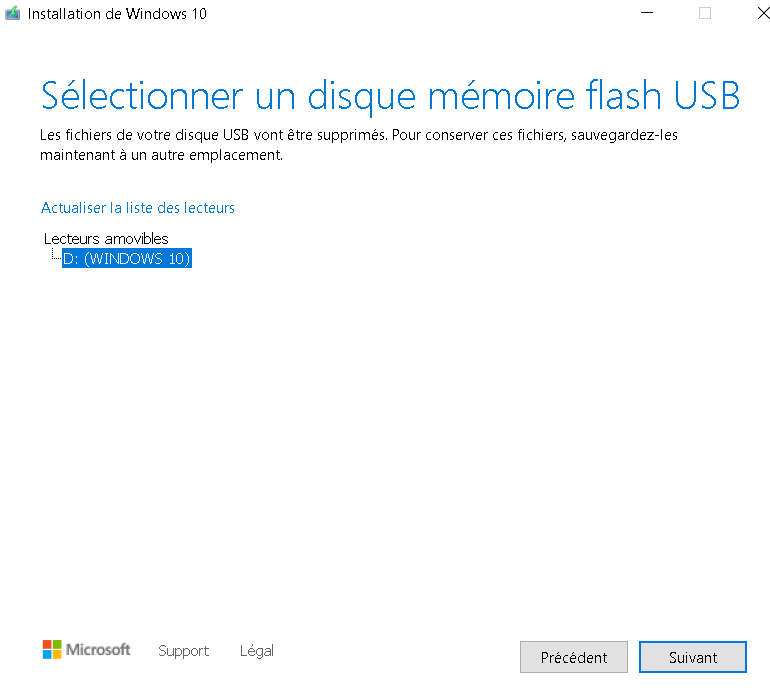 Installation de Windows 10
Sélectionner un disque mémoire flash USB
Les fichiers de votre disque USB vont être supprimés. Pour conserver ces fichiers, sauvegardez-les
maintenant à un autre emplacement.
Actualiser la liste des lecteurs
Lecteurs amovibles
D: (WINDOWS 10)
Microsoft Support Légal Précédent Suivant